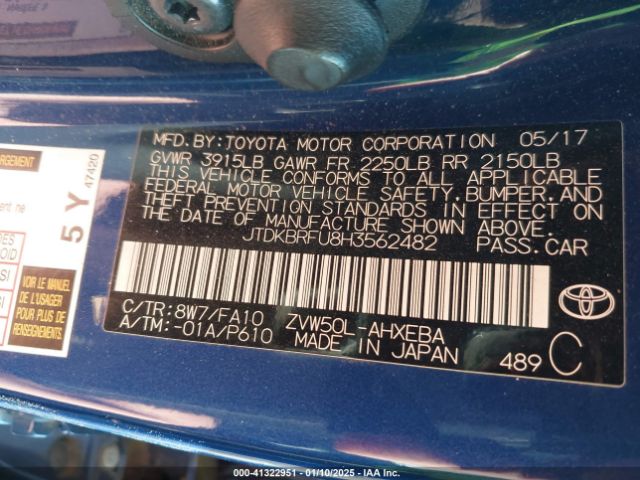 MFD. BY: TOYOTA MOTOR CORPORATION 05/17
GVWR 3915LB GAWR FR 2250LB RR 2150LB
THIS VEHICLE CONFORMS TO ALL APPLICABLE
FEDERAL MOTOR VEHICLE SAFETY, BUMPER, AND
THEFT PREVENTION STANDARDS IN EFFECT ON
THE DATE OF MANUFACTURE SHOWN ABOVE.
JTDKBRFU8H3562482 PASS. CAR
C/TR: 8W7/FA10 ZVW50L-AHXEBA
A/TM: -01A/P610 MADE IN JAPAN
489 C
TOYOTA
5 Y
47420
VOIR LE MANUEL
DE L'USAGER
POUR PLUS
000-41322951 - 01/10/2025 - IAA Inc.